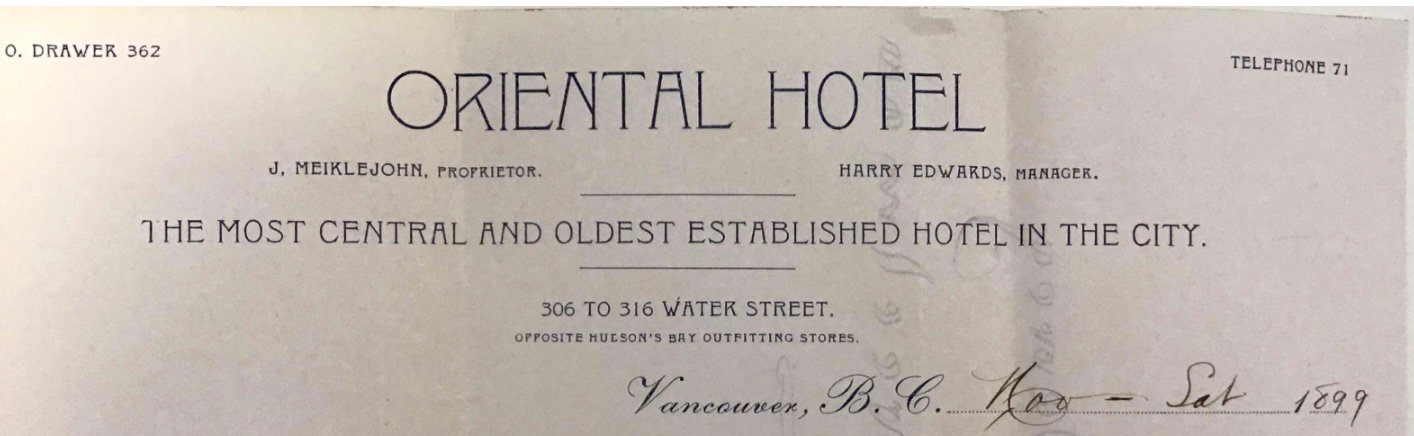 O. DRAWER 362
TELEPHONE 71
ORIENTAL HOTEL
J, MEIKLEJOHN, PROPRIETOR.
HARRY EDWARDS, MANAGER.
THE MOST CENTRAL AND OLDEST ESTABLISHED HOTEL IN THE CITY.
306 TO 316 WATER STREET.
OPPOSITE HUDSON'S BAY OUTFITTING STORES.
Vancouver, B. C. Nov - Sat 1899